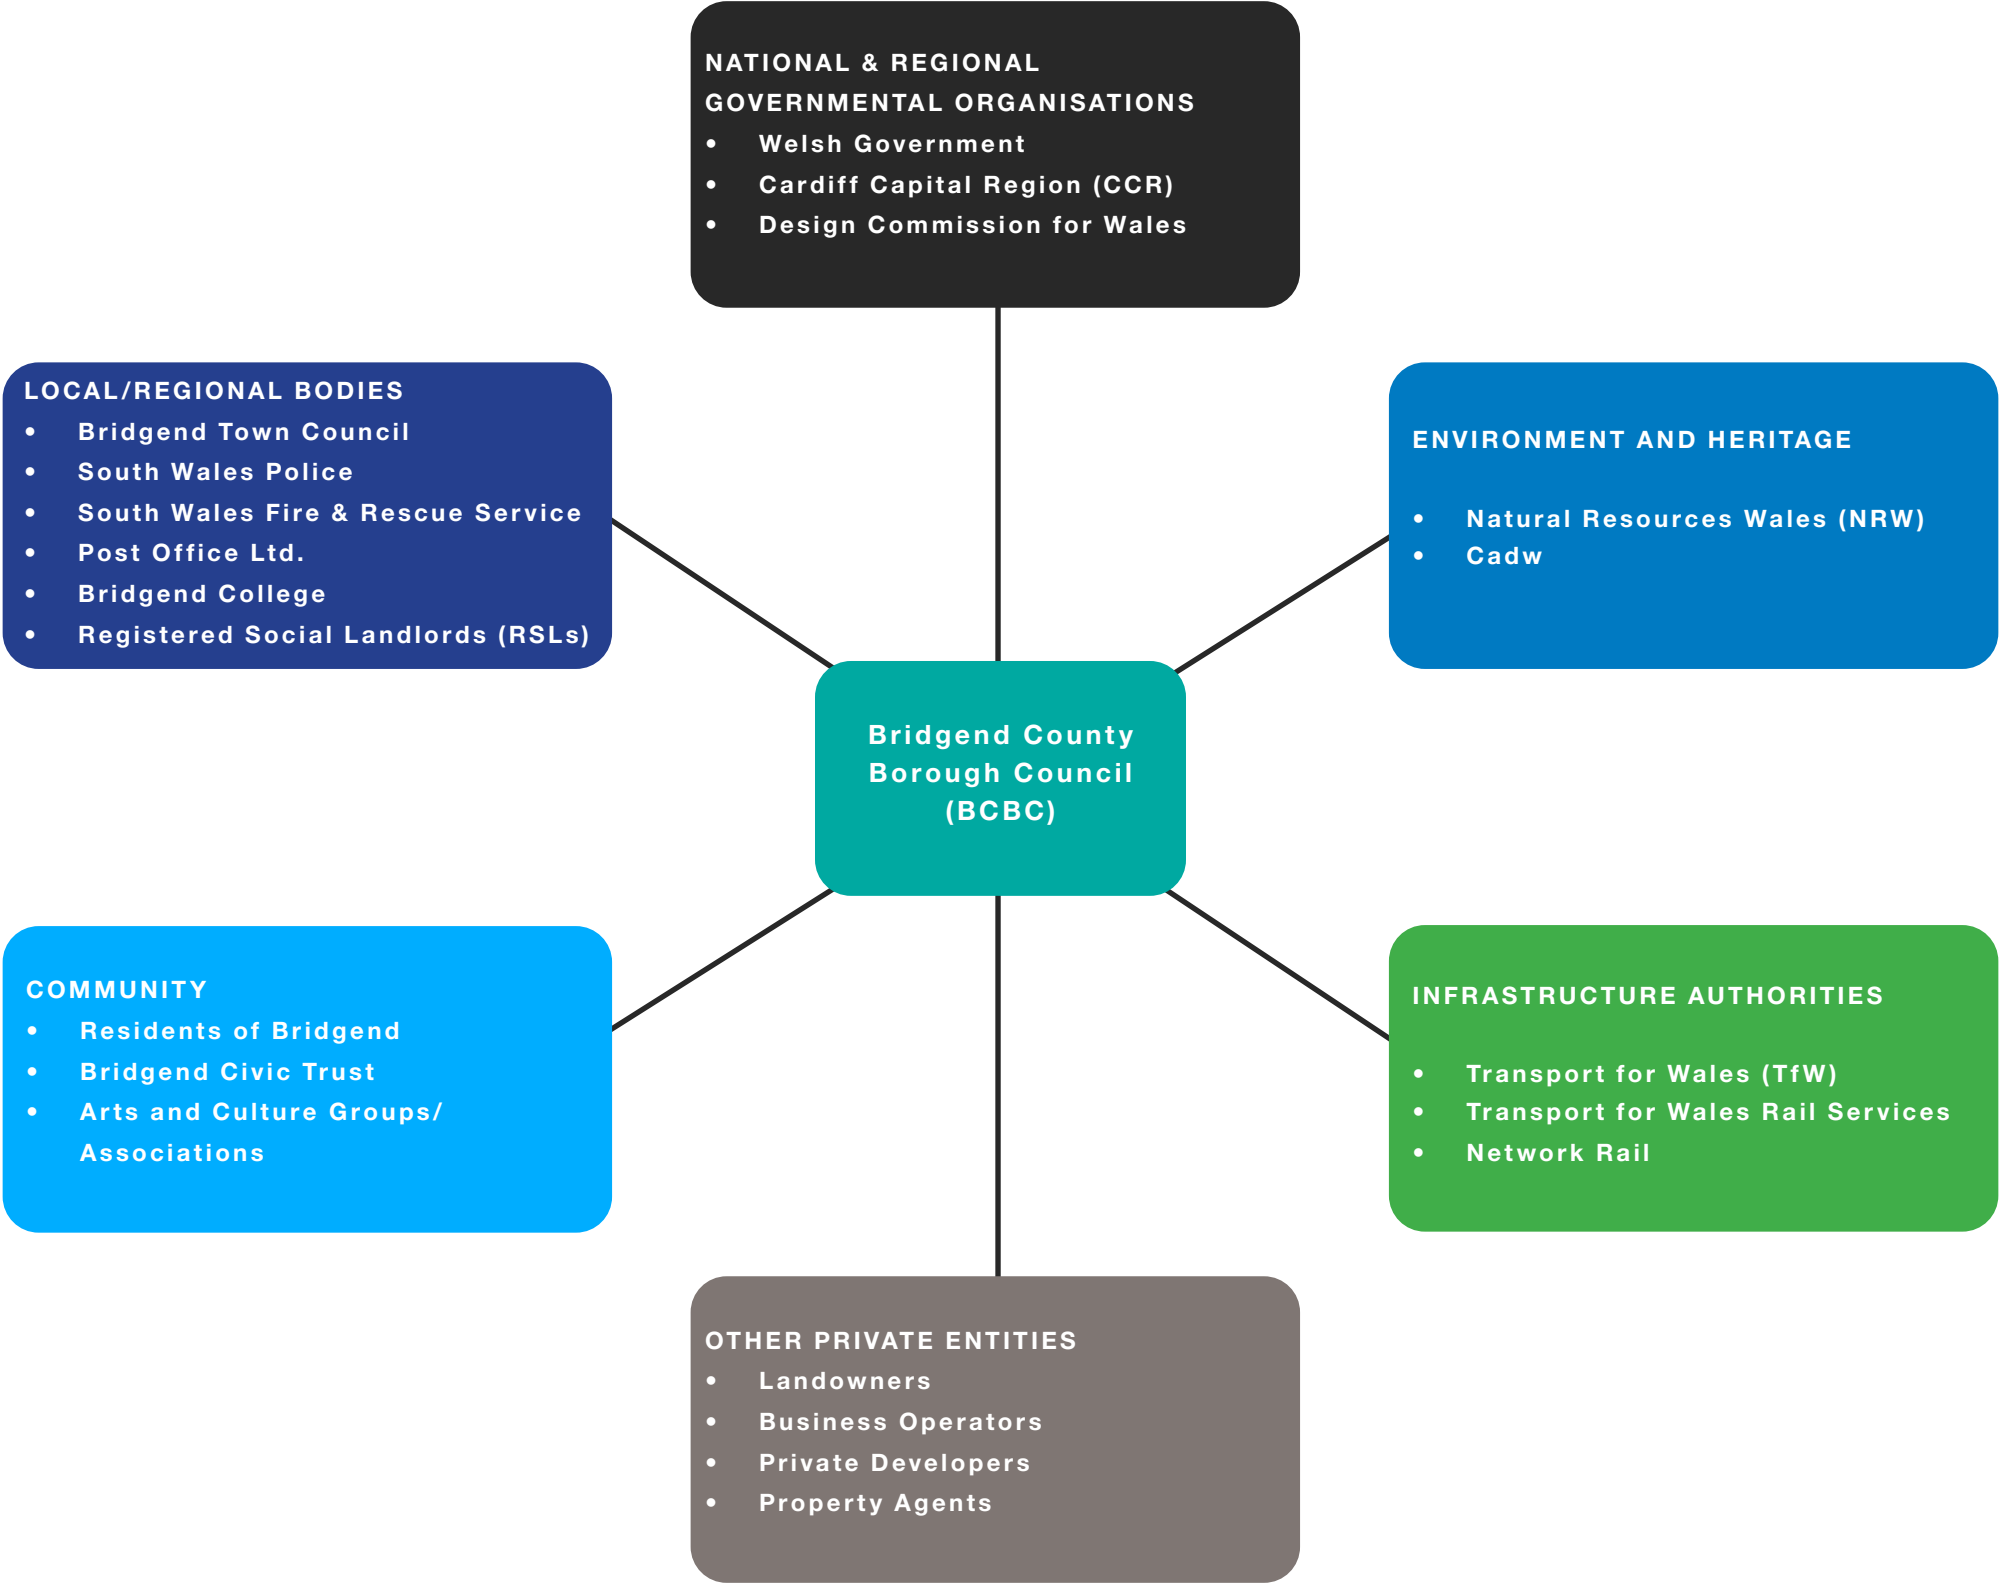 NATIONAL & REGIONAL
GOVERNMENTAL ORGANISATIONS
• Welsh Government
• Cardiff Capital Region (CCR)
• Design Commission for Wales
LOCAL/REGIONAL BODIES
• Bridgend Town Council
• South Wales Police
• South Wales Fire & Rescue Service
• Post Office Ltd.
• Bridgend College
• Registered Social Landlords (RSLs)
ENVIRONMENT AND HERITAGE
• Natural Resources Wales (NRW)
• Cadw
Bridgend County
Borough Council
(BCBC)
COMMUNITY
• Residents of Bridgend
• Bridgend Civic Trust
• Arts and Culture Groups/
Associations
INFRASTRUCTURE AUTHORITIES
• Transport for Wales (TfW)
• Transport for Wales Rail Services
• Network Rail
OTHER PRIVATE ENTITIES
• Landowners
• Business Operators
• Private Developers
• Property Agents